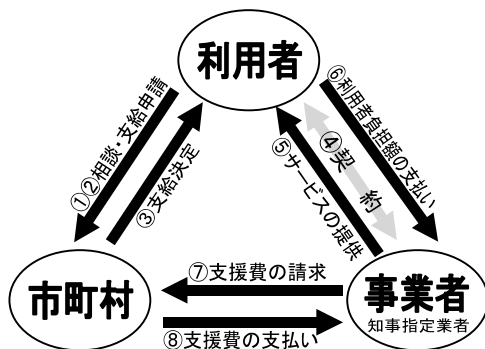 利用者
①②相談・支給申請
③支給決定
④契約
⑤サービスの提供
⑥利用者負担額の支払い
市町村
⑦支援費の請求
⑧支援費の支払い
事業者
知事指定業者